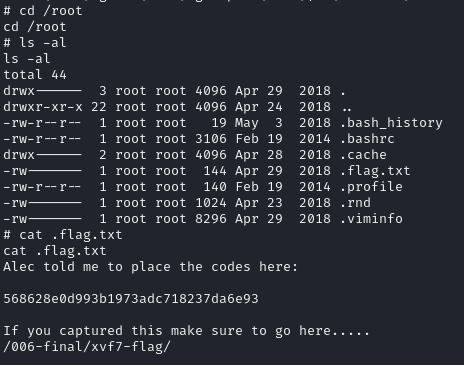 # cd /root
cd /root
# ls -al
ls -al
total 44
drwx------  3 root root 4096 Apr 29  2018 .
drwxr-xr-x 22 root root 4096 Apr 24  2018 ..
-rw-r--r--  1 root root   19 May  3  2018 .bash_history
-rw-r--r--  1 root root 3106 Feb 19  2014 .bashrc
drwx------  2 root root 4096 Apr 28  2018 .cache
-rw-------  1 root root  144 Apr 29  2018 .flag.txt
-rw-r--r--  1 root root  140 Feb 19  2014 .profile
-rw-------  1 root root 1024 Apr 23  2018 .rnd
-rw-------  1 root root 8296 Apr 29  2018 .viminfo
# cat .flag.txt
cat .flag.txt
Alec told me to place the codes here:

568628e0d993b1973adc718237da6e93

If you captured this make sure to go here.....
/006-final/xvf7-flag/